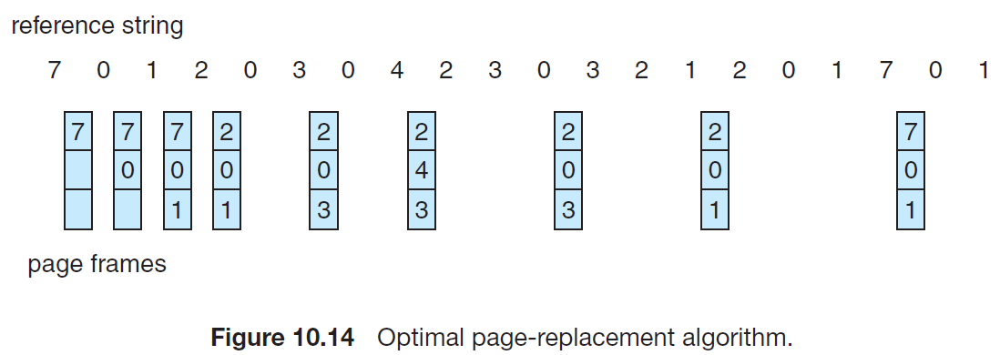 reference string
7 0 1 2 0 3 0 4 2 3 0 3 2 1 2 0 1 7 0 1
7 7 7 2 2 2 2 2 7
0 0 0 0 4 0 0 0
1 1 3 3 3 1 1
page frames
Figure 10.14 Optimal page-replacement algorithm.